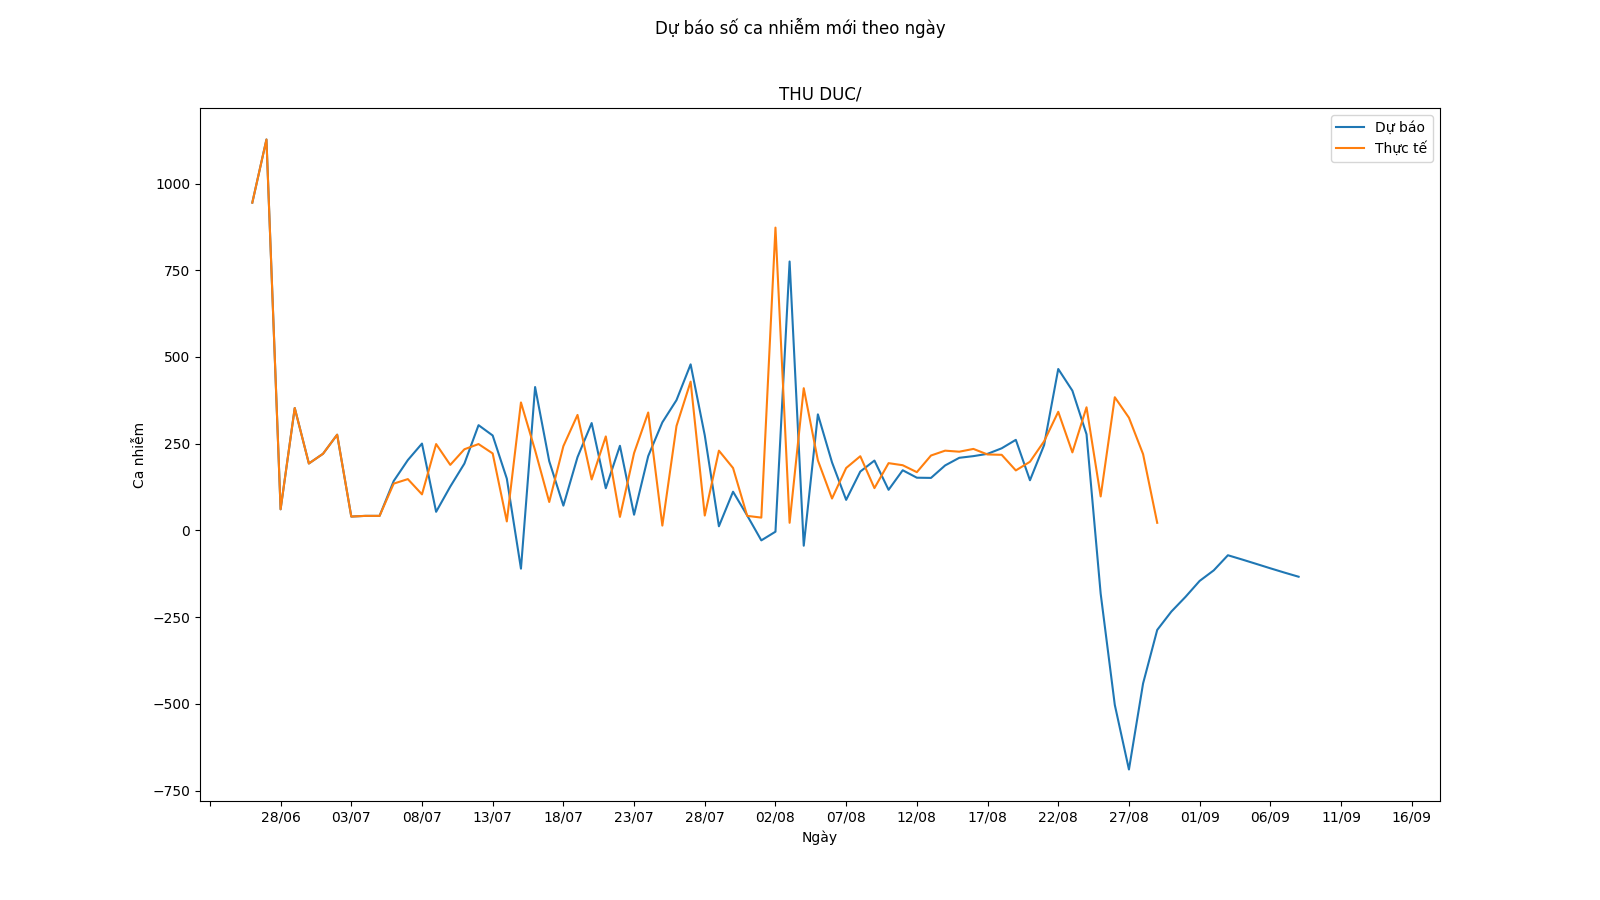 Dự báo số ca nhiễm mới theo ngày
THU DUC/
Dự báo
Thực tế
1000
750
500
250
0
−250
−500
−750
Ca nhiễm
28/06 03/07 08/07 13/07 18/07 23/07 28/07 02/08 07/08 12/08 17/08 22/08 27/08 01/09 06/09 11/09 16/09
Ngày